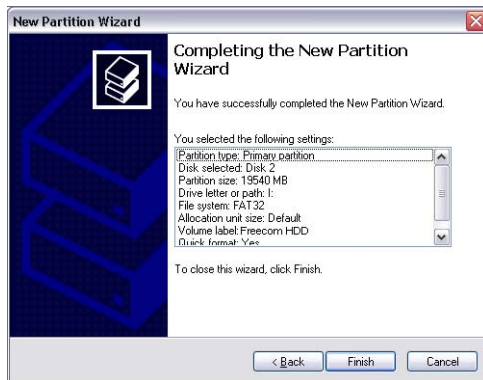 New Partition Wizard
Completing the New Partition
Wizard
You have successfully completed the New Partition Wizard.
You selected the following settings:
Partition type: Primary partition
Disk selected: Disk 2
Partition size: 19540 MB
Drive letter or path: I:
File system: FAT32
Allocation unit size: Default
Volume label: Freecom HDD
Quick format: Yes
To close this wizard, click Finish.
< Back
Finish
Cancel